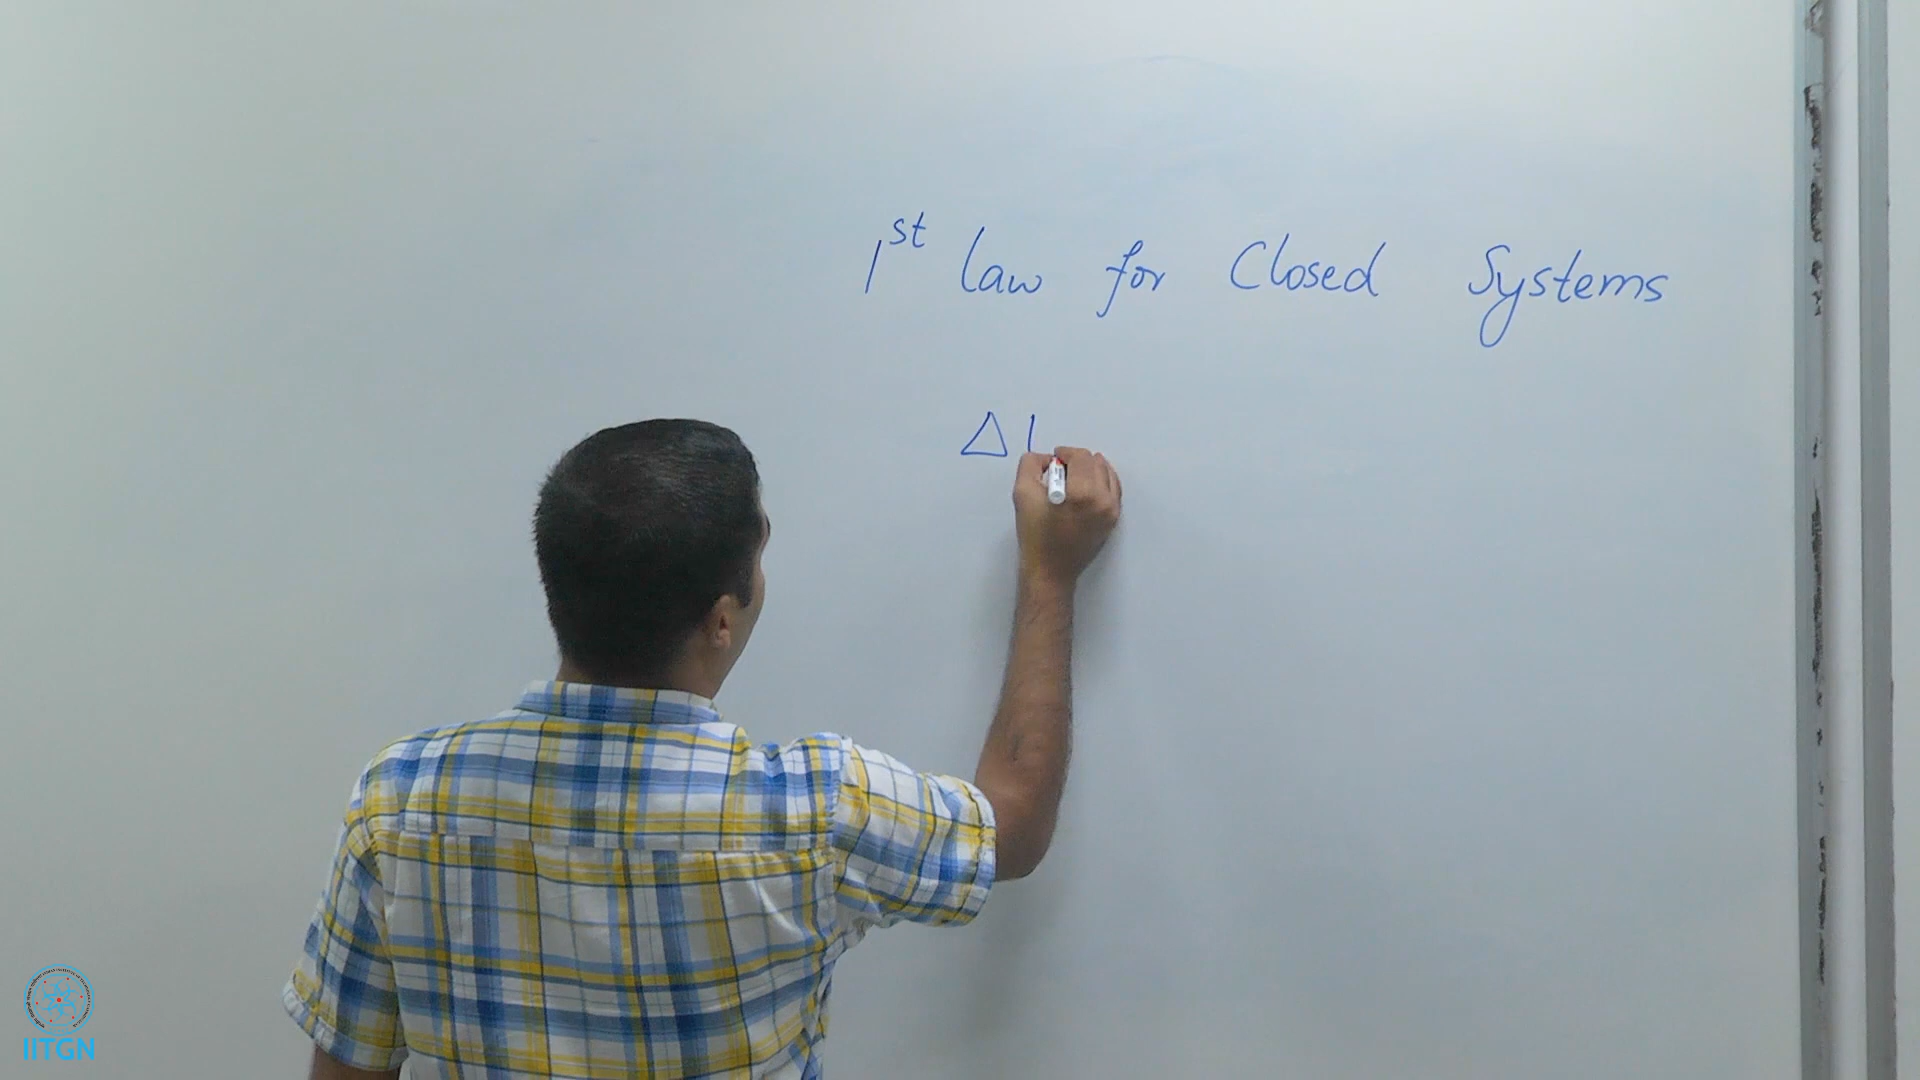 1st Law for Closed Systems
Δ
IITGN